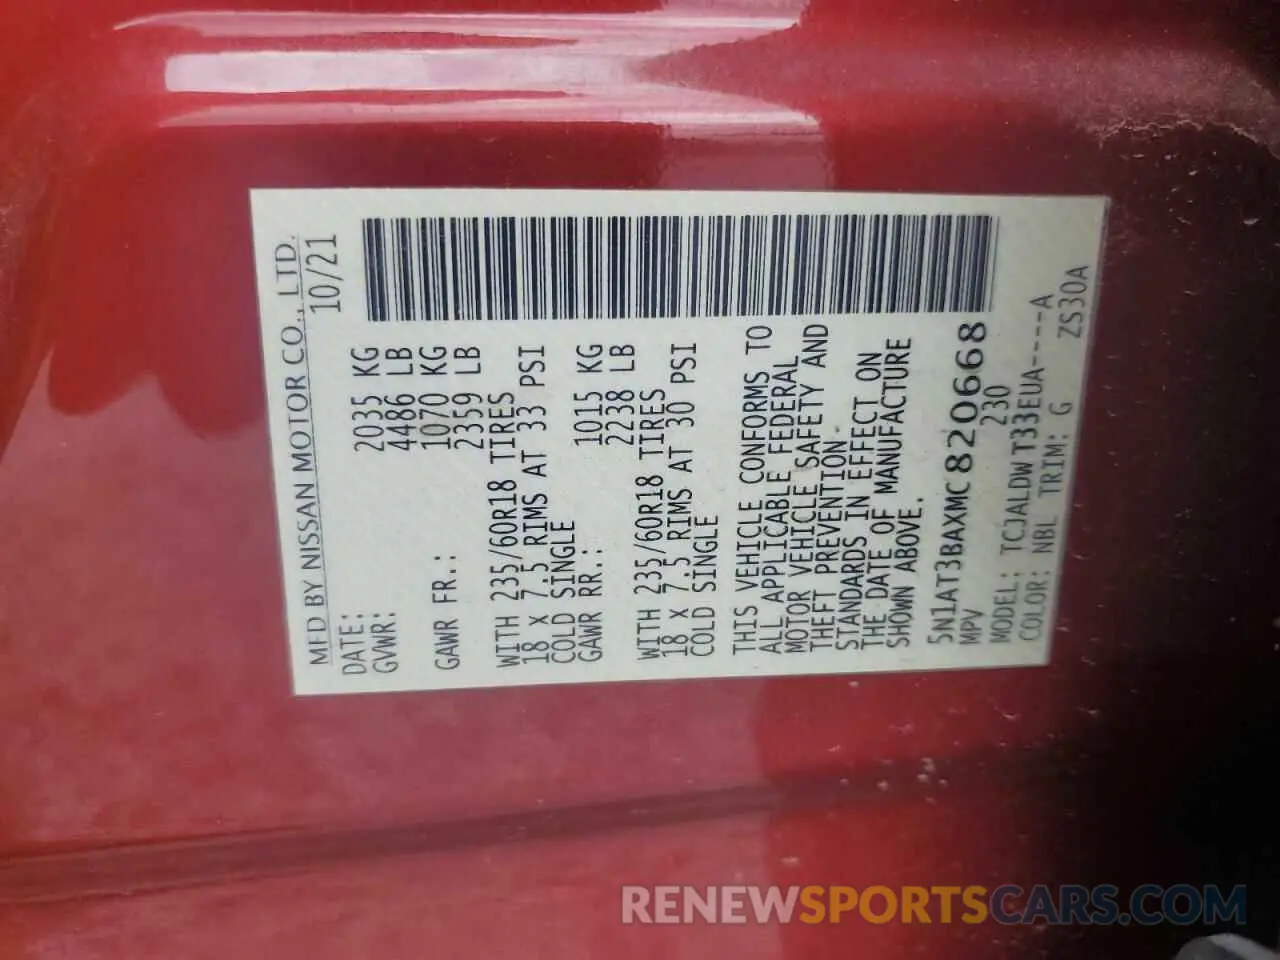 MFD BY NISSAN MOTOR CO., LTD.
DATE: 10/21
GVWR: 2035 KG
4486 LB
GAWR FR.: 1070 KG
2359 LB
WITH 235/60R18 TIRES
18 X 7.5 RIMS AT 33 PSI
COLD SINGLE
GAWR RR.: 1015 KG
2238 LB
WITH 235/60R18 TIRES
18 X 7.5 RIMS AT 30 PSI
COLD SINGLE
THIS VEHICLE CONFORMS TO
ALL APPLICABLE FEDERAL
MOTOR VEHICLE SAFETY AND
THEFT PREVENTION
STANDARDS IN EFFECT ON
THE DATE OF MANUFACTURE
SHOWN ABOVE.
5N1AT3BAXMC820668
MPV 230
MODEL: TCJALDWT33EUA----A
COLOR: NBL TRIM: G ZS30A
RENEWSPORTSCARS.COM